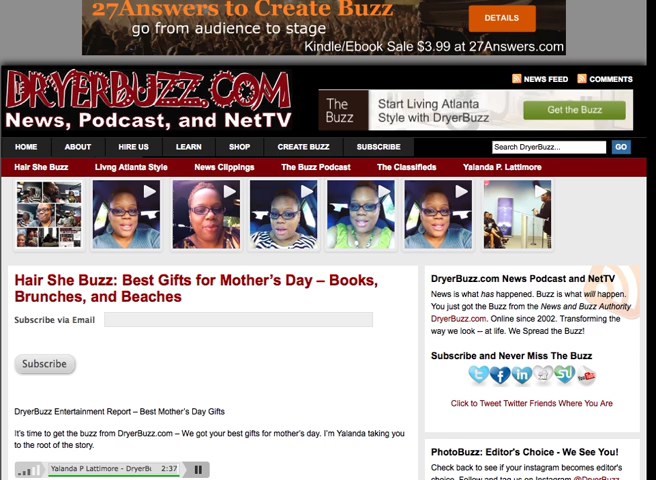 27Answers to Create Buzz
go from audience to stage
DETAILS
Kindle/Ebook Sale $3.99 at 27Answers.com
NEWS FEED COMMENTS
DRYERBUZZ.COM
News, Podcast, and NetTV
The Buzz
Start Living Atlanta
Style with DryerBuzz
Get the Buzz
HOME ABOUT HIRE US LEARN SHOP CREATE BUZZ SUBSCRIBE
Search DryerBuzz... GO
Hair She Buzz Livng Atlanta Style News Clippings The Buzz Podcast The Classifieds Yalanda P. Lattimore
Hair She Buzz: Best Gifts for Mother's Day – Books,
Brunches, and Beaches
Subscribe via Email
Subscribe
DryerBuzz Entertainment Report – Best Mother's Day Gifts
It's time to get the buzz from DryerBuzz.com – We got your best gifts for mother's day. I'm Yalanda taking you
to the root of the story.
Yalanda P Lattimore - DryerBu 2:37
DryerBuzz.com News Podcast and NetTV
News is what has happened. Buzz is what will happen.
You just got the Buzz from the News and Buzz Authority
DryerBuzz.com. Online since 2002. Transforming the
way we look -- at life. We Spread the Buzz!
Subscribe and Never Miss The Buzz
Click to Tweet Twitter Friends Where You Are
PhotoBuzz: Editor's Choice - We See You!
Check back to see if your instagram becomes editor's
choice. Follow and tag us on Instagram @DryerBuzz